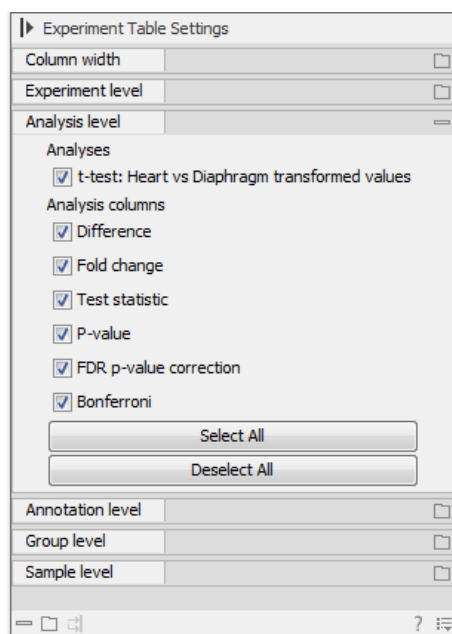 Experiment Table Settings
Column width
Experiment level
Analysis level
Analyses
t-test: Heart vs Diaphragm transformed values
Analysis columns
Difference
Fold change
Test statistic
P-value
FDR p-value correction
Bonferroni
Select All
Deselect All
Annotation level
Group level
Sample level
?